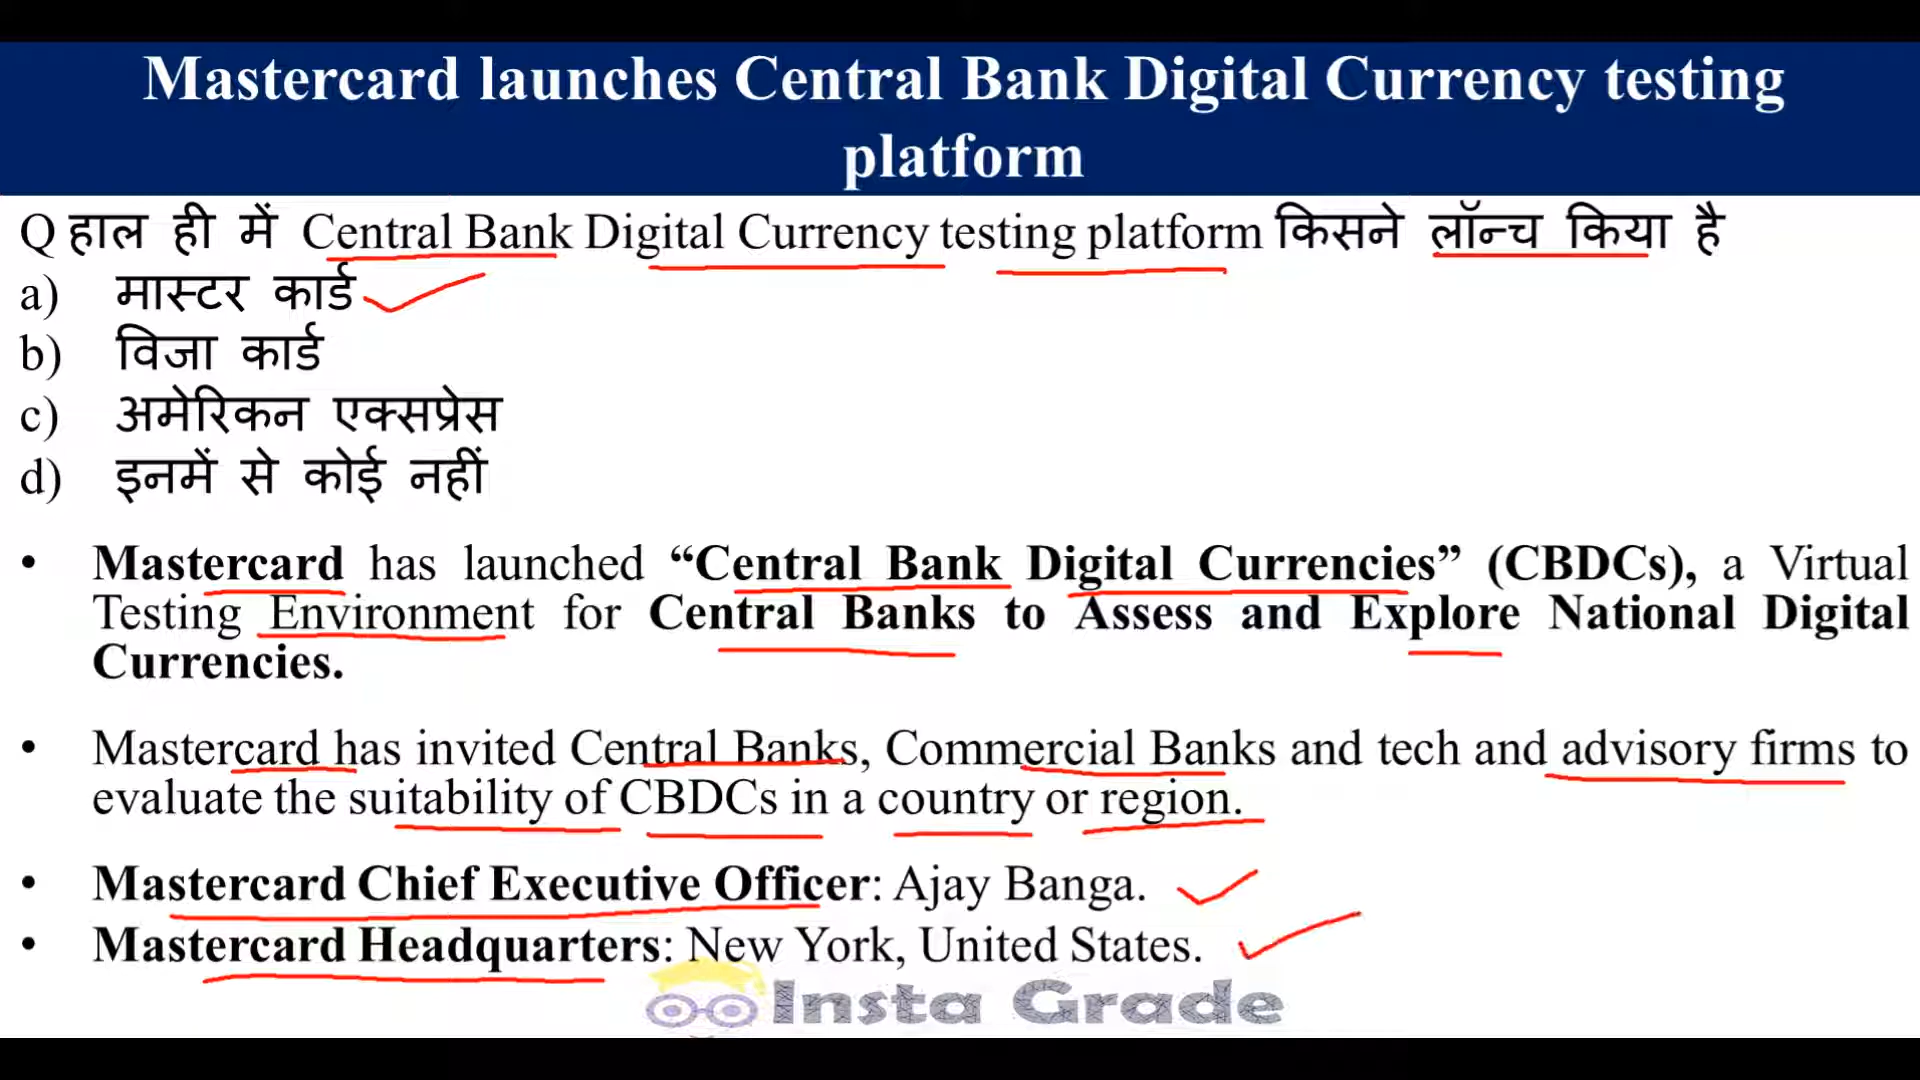 Mastercard launches Central Bank Digital Currency testing
platform
Q हाल ही में Central Bank Digital Currency testing platform किसने लॉन्च किया है
a) मास्टर कार्ड
b) विजा कार्ड
c) अमेरिकन एक्सप्रेस
d) इनमें से कोई नहीं
• Mastercard has launched “Central Bank Digital Currencies” (CBDCs), a Virtual
Testing Environment for Central Banks to Assess and Explore National Digital
Currencies.
• Mastercard has invited Central Banks, Commercial Banks and tech and advisory firms to
evaluate the suitability of CBDCs in a country or region.
• Mastercard Chief Executive Officer: Ajay Banga.
• Mastercard Headquarters: New York, United States.
Insta Grade